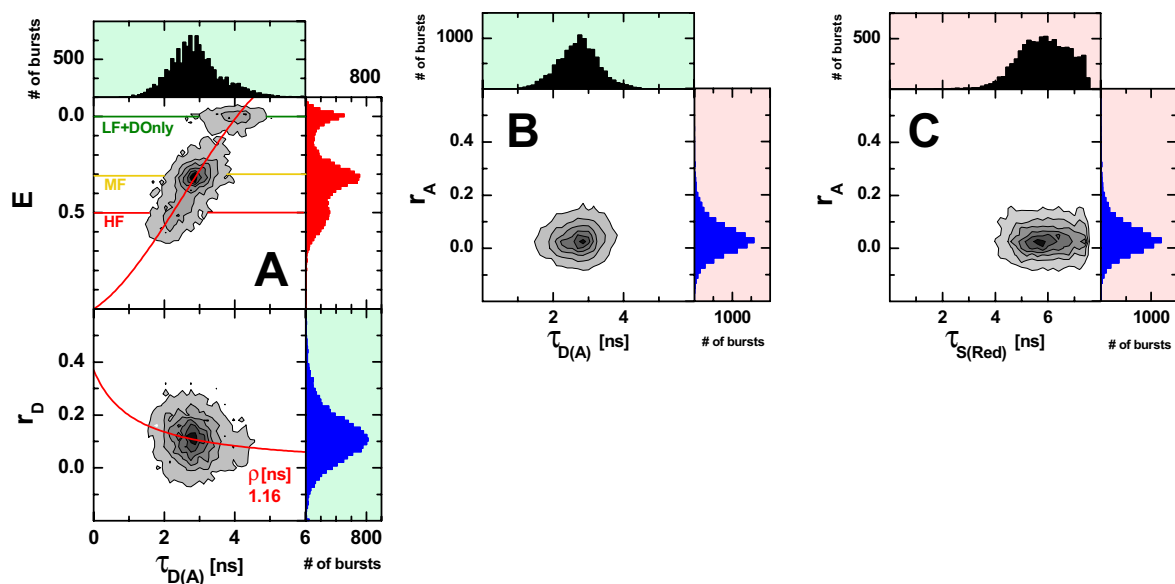 # of bursts
500
800
0.0
0.5
E
LF+DOnly
MF
HF
A
0.4
0.2
0.0
r_D
ρ[ns]
1.16
0
2
4
6
800
τ_D(A) [ns]
# of bursts
# of bursts
1000
B
0.4
0.2
0.0
r_A
2
4
1000
τ_D(A) [ns]
# of bursts
# of bursts
500
C
0.4
0.2
0.0
r_A
0
2
4
6
1000
τ_S(Red) [ns]
# of bursts